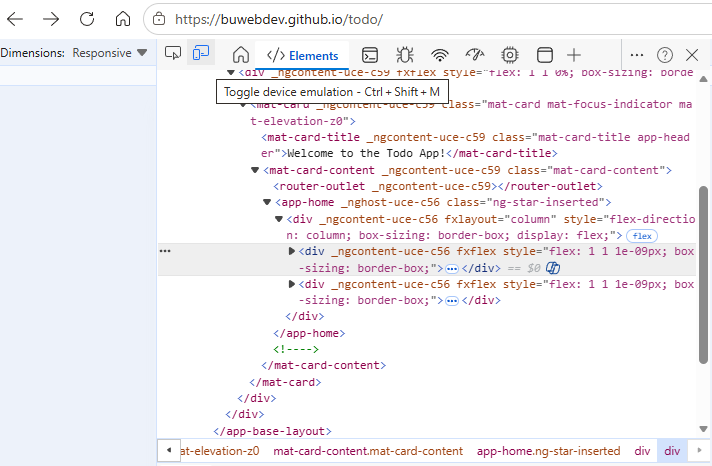 https://buwebdev.github.io/todo/
Dimensions: Responsive
</> Elements
<div _ngcontent-uce-c59 fxflex style="flex: 1 1 0%; box-sizing: borde
Toggle device emulation - Ctrl + Shift + M
<mat-card _ngcontent-uce-c59 class="mat-card mat-focus-indicator m
at-elevation-z0">
<mat-card-title _ngcontent-uce-c59 class="mat-card-title app-head
er">Welcome to the Todo App!</mat-card-title>
<mat-card-content _ngcontent-uce-c59 class="mat-card-content">
<router-outlet _ngcontent-uce-c59></router-outlet>
<app-home _nghost-uce-c56 class="ng-star-inserted">
<div _ngcontent-uce-c56 fxlayout="column" style="flex-directio
n: column; box-sizing: border-box; display: flex;"> flex
<div _ngcontent-uce-c56 fxflex style="flex: 1 1 1e-09px; box
-sizing: border-box;">⋯</div> == $0
<div _ngcontent-uce-c56 fxflex style="flex: 1 1 1e-09px; box
-sizing: border-box;">⋯</div>
</div>
</app-home>
<!---->
</mat-card-content>
</mat-card>
</div>
</div>
</app-base-layout>
at-elevation-z0 mat-card-content.mat-card-content app-home.ng-star-inserted div div